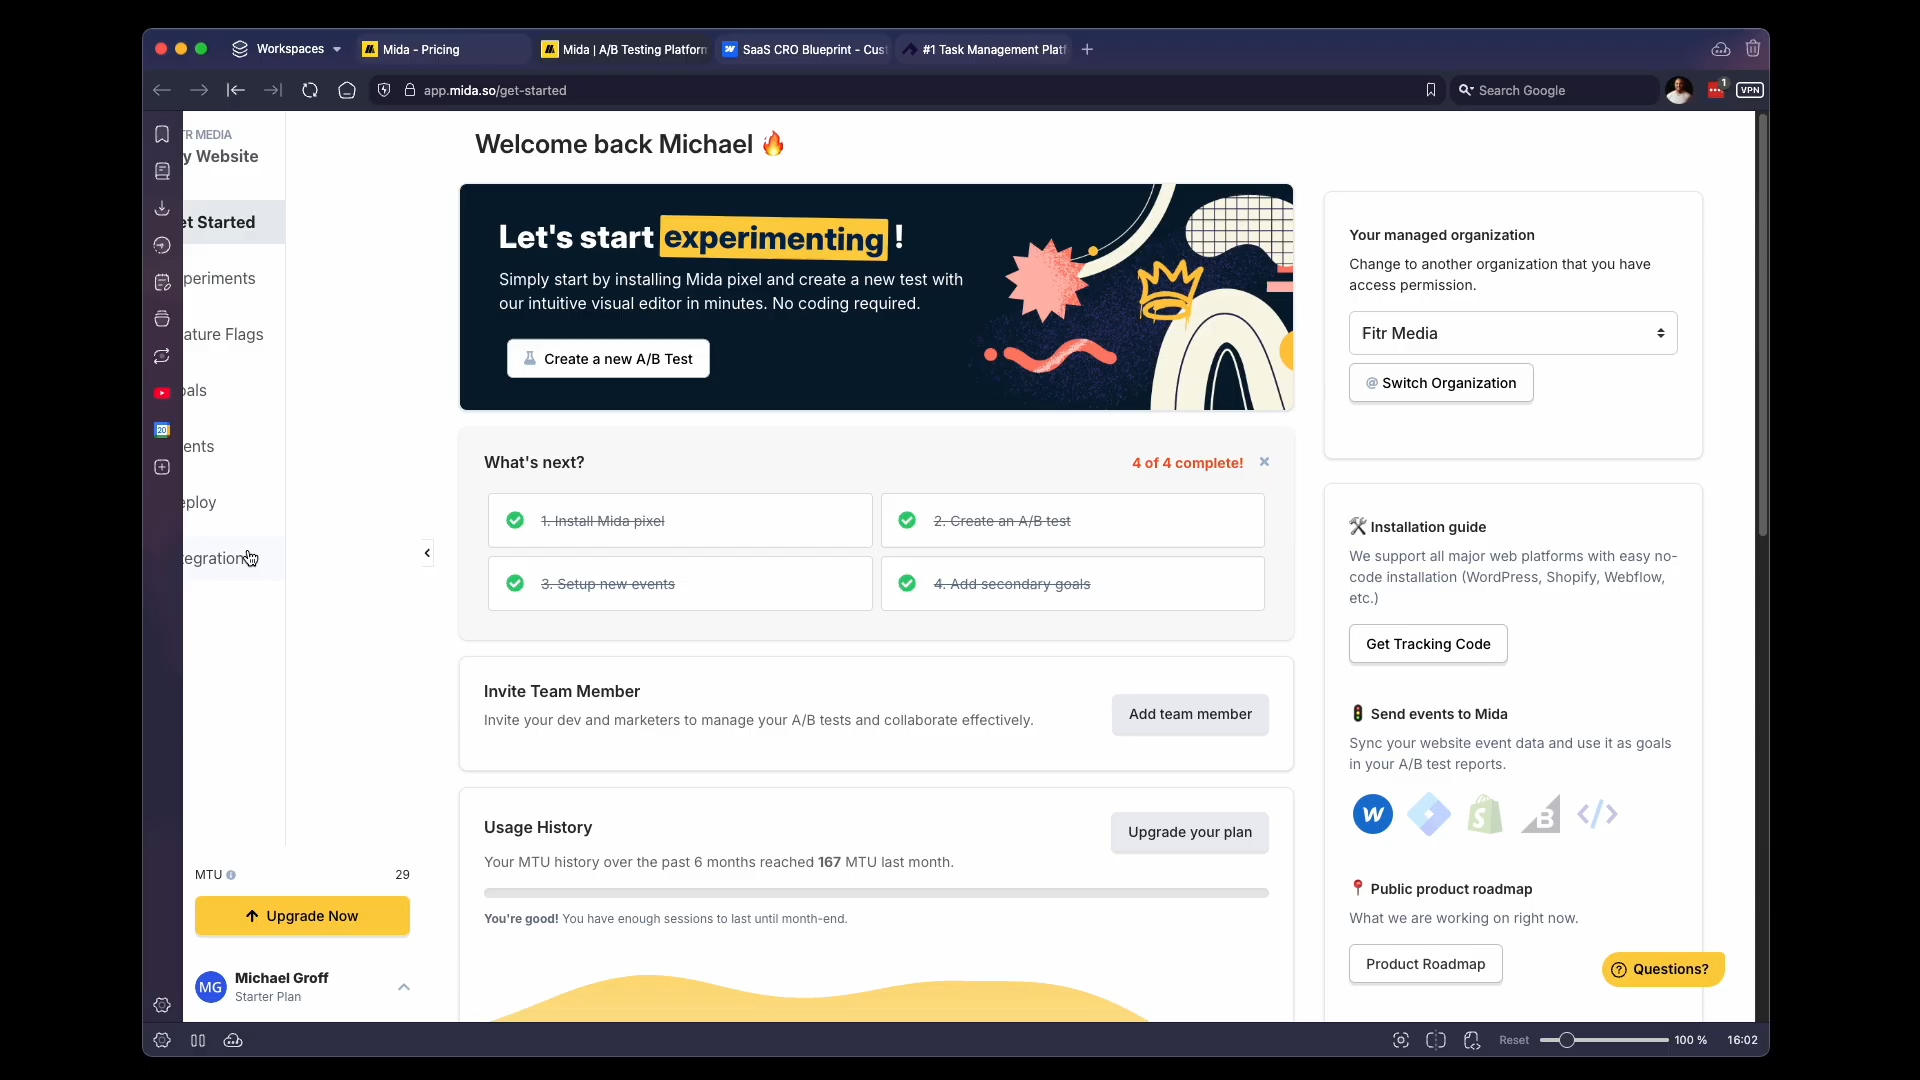 Workspaces
Mida - Pricing
Mida | A/B Testing Platform
SaaS CRO Blueprint - Cust
#1 Task Management Platf
app.mida.so/get-started
Search Google
1
VPN
TR MEDIA
y Website
et Started
periments
ature Flags
oals
ents
eploy
tegration
20
MTU
29
Upgrade Now
MG
Michael Groff
Starter Plan
Welcome back Michael
Let's start experimenting !
Simply start by installing Mida pixel and create a new test with
our intuitive visual editor in minutes. No coding required.
Create a new A/B Test
What's next?
4 of 4 complete!
1. Install Mida pixel
2. Create an A/B test
3. Setup new events
4. Add secondary goals
Invite Team Member
Invite your dev and marketers to manage your A/B tests and collaborate effectively.
Add team member
Usage History
Upgrade your plan
Your MTU history over the past 6 months reached 167 MTU last month.
You're good! You have enough sessions to last until month-end.
Your managed organization
Change to another organization that you have
access permission.
Fitr Media
@ Switch Organization
Installation guide
We support all major web platforms with easy no-
code installation (WordPress, Shopify, Webflow,
etc.)
Get Tracking Code
Send events to Mida
Sync your website event data and use it as goals
in your A/B test reports.
W
S
B
</>
Public product roadmap
What we are working on right now.
Product Roadmap
Questions?
Reset
100 %
16:02